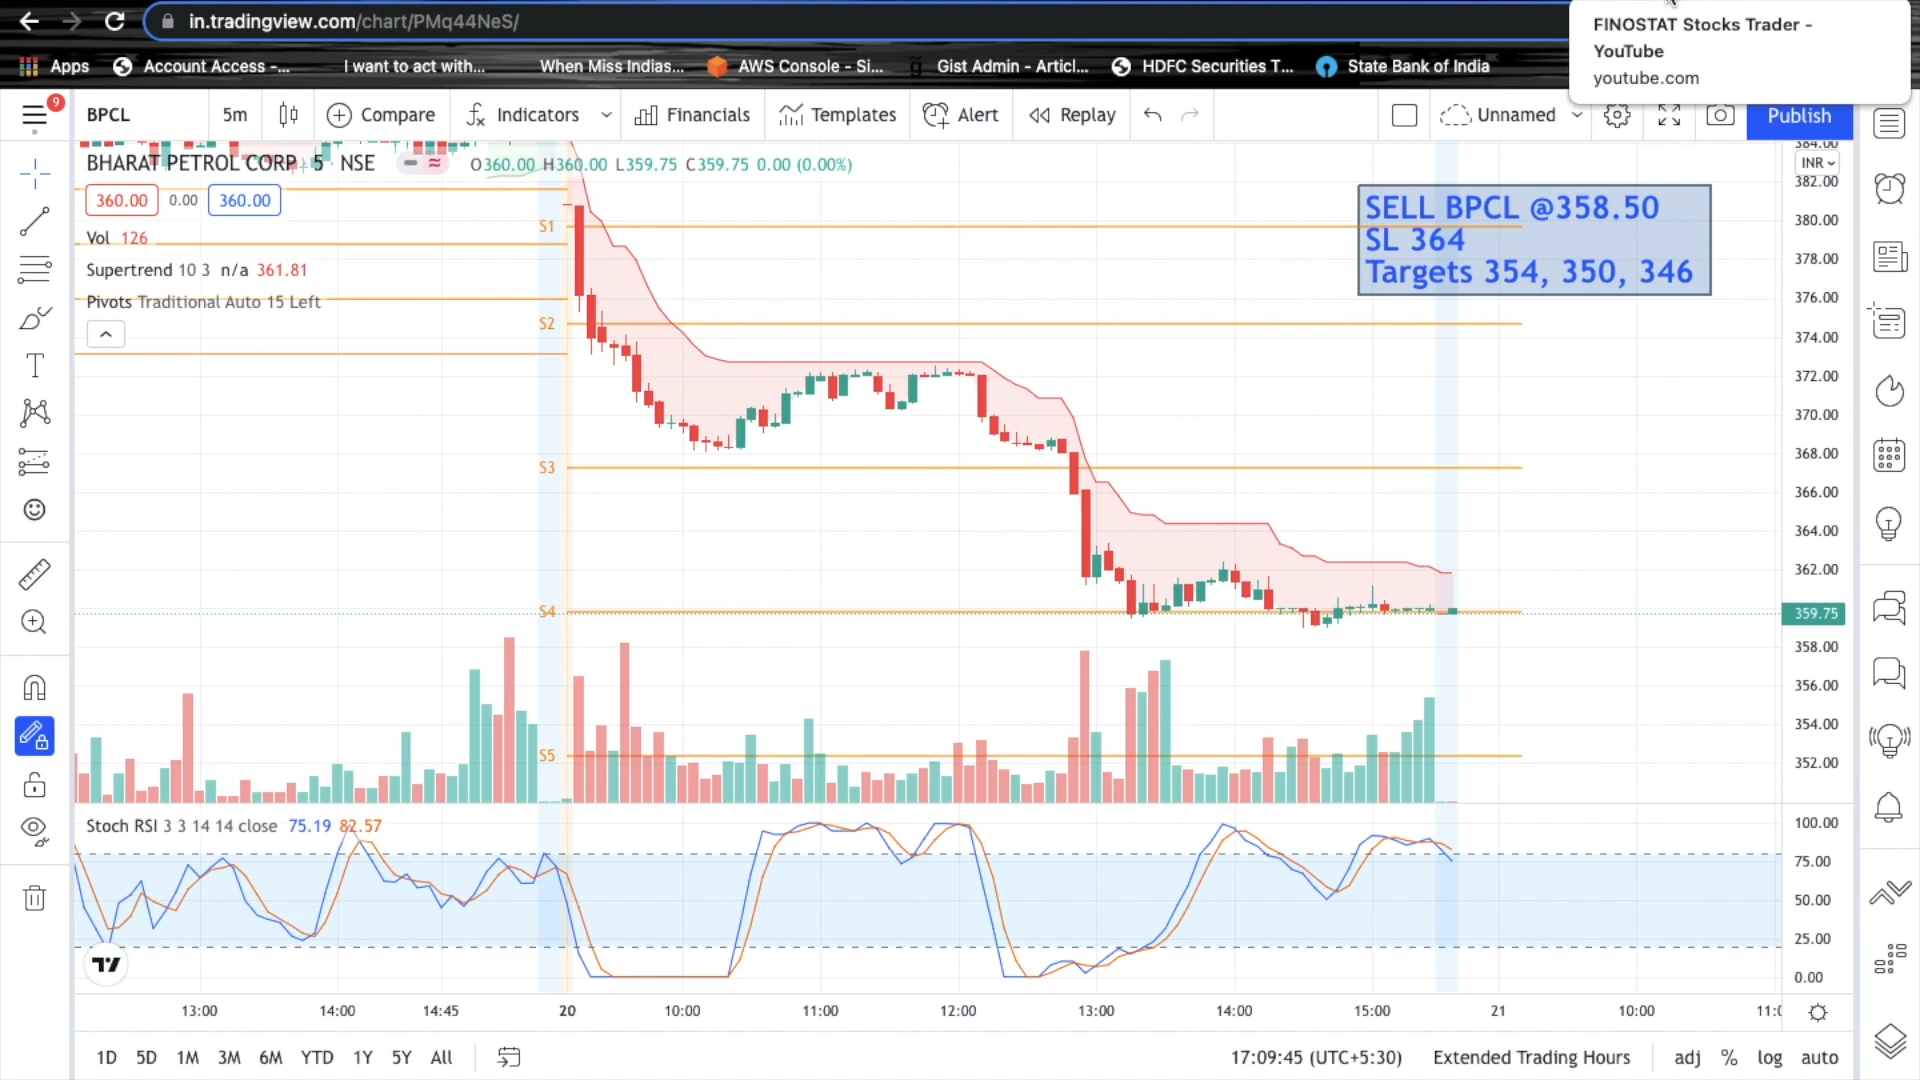 in.tradingview.com/chart/PMq44NeS/
FINOSTAT Stocks Trader -
YouTube
youtube.com
Apps
Account Access -...
I want to act with...
When Miss Indias...
AWS Console - Si...
Gist Admin - Articl...
HDFC Securities T...
State Bank of India
9
BPCL
5m
Compare
Indicators
Financials
Templates
Alert
Replay
Unnamed
Publish
BHARAT PETROL CORP 5 NSE
O360.00 H360.00 L359.75 C359.75 0.00 (0.00%)
360.00 0.00 360.00
Vol 126
Supertrend 10 3 n/a 361.81
Pivots Traditional Auto 15 Left
SELL BPCL @358.50
SL 364
Targets 354, 350, 346
S1
S2
S3
S4
S5
INR
384.00
382.00
380.00
378.00
376.00
374.00
372.00
370.00
368.00
366.00
364.00
362.00
359.75
358.00
356.00
354.00
352.00
Stoch RSI 3 3 14 14 close 75.19 82.57
100.00
75.00
50.00
25.00
0.00
13:00 14:00 14:45 20 10:00 11:00 12:00 13:00 14:00 15:00 21 10:00
1D 5D 1M 3M 6M YTD 1Y 5Y All
17:09:45 (UTC+5:30) Extended Trading Hours adj % log auto